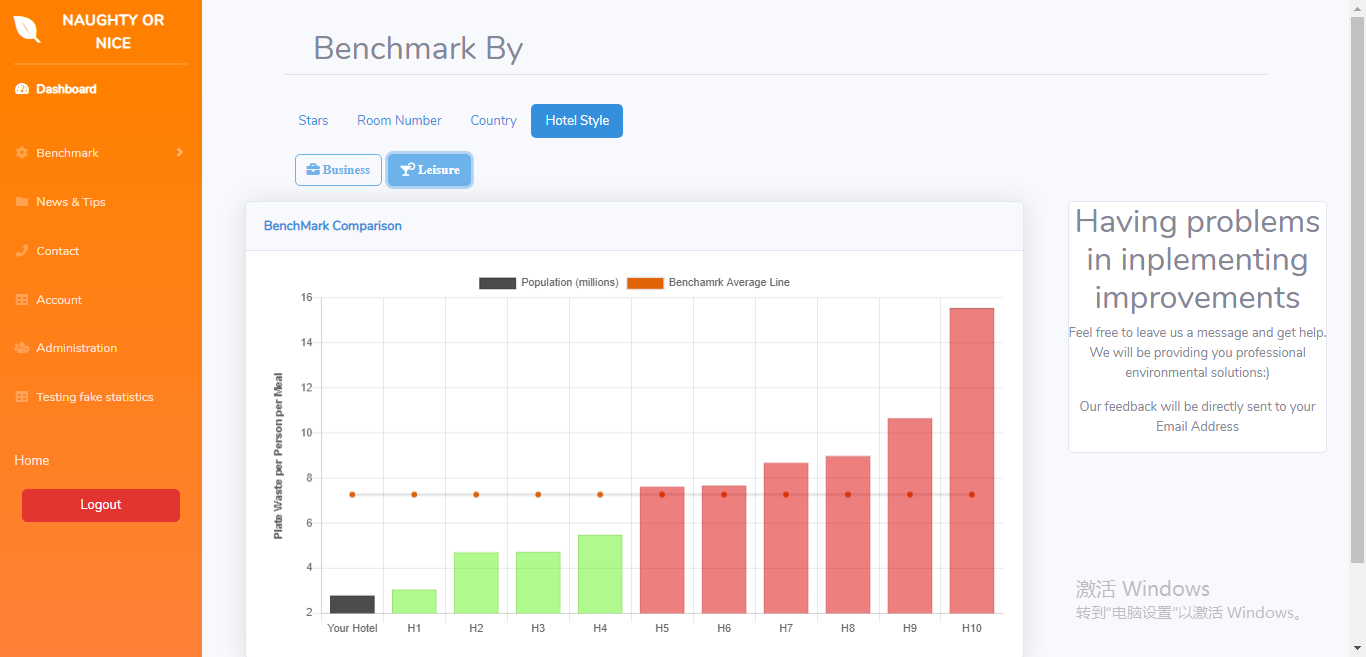 NAUGHTY OR
NICE
Dashboard
Benchmark
News & Tips
Contact
Account
Administration
Testing fake statistics
Home
Logout
Benchmark By
Stars Room Number Country Hotel Style
Business Leisure
BenchMark Comparison
Population (millions) Benchamrk Average Line
Plate Waste per Person per Meal
16
14
12
10
8
6
4
2
Your Hotel H1 H2 H3 H4 H5 H6 H7 H8 H9 H10
Having problems
in inplementing
improvements
Feel free to leave us a message and get help.
We will be providing you professional
environmental solutions:)
Our feedback will be directly sent to your
Email Address
激活 Windows
转到"电脑设置"以激活 Windows。